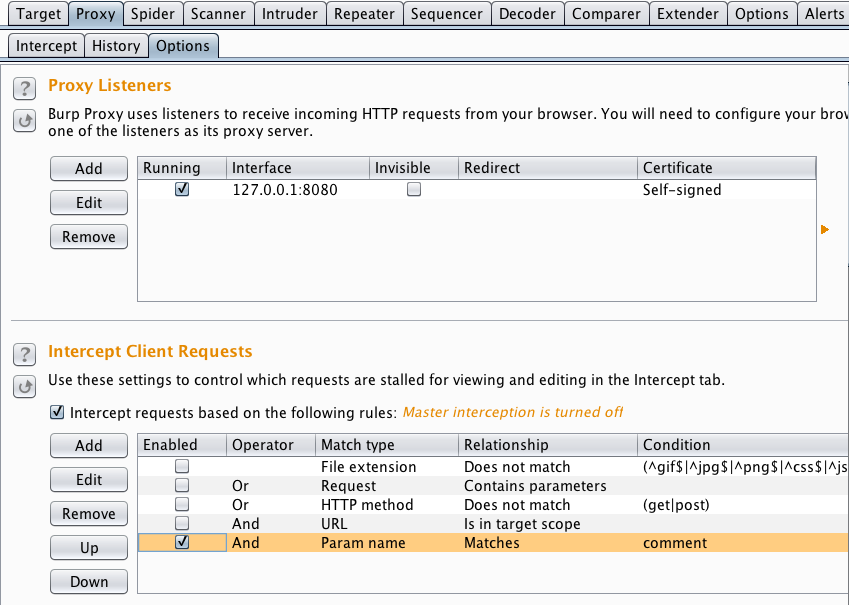 Target Proxy Spider Scanner Intruder Repeater Sequencer Decoder Comparer Extender Options Alerts
Intercept History Options
? Proxy Listeners
Burp Proxy uses listeners to receive incoming HTTP requests from your browser. You will need to configure your
one of the listeners as its proxy server.
Add Running Interface Invisible Redirect Certificate
127.0.0.1:8080 Self-signed
Edit
Remove
? Intercept Client Requests
Use these settings to control which requests are stalled for viewing and editing in the Intercept tab.
Intercept requests based on the following rules: Master interception is turned off
Add Enabled Operator Match type Relationship Condition
File extension Does not match (^gif$|^jpg$|^png$|^css$|^js
Edit Or Request Contains parameters
Remove Or HTTP method Does not match (get|post)
And URL Is in target scope
Up And Param name Matches comment
Down